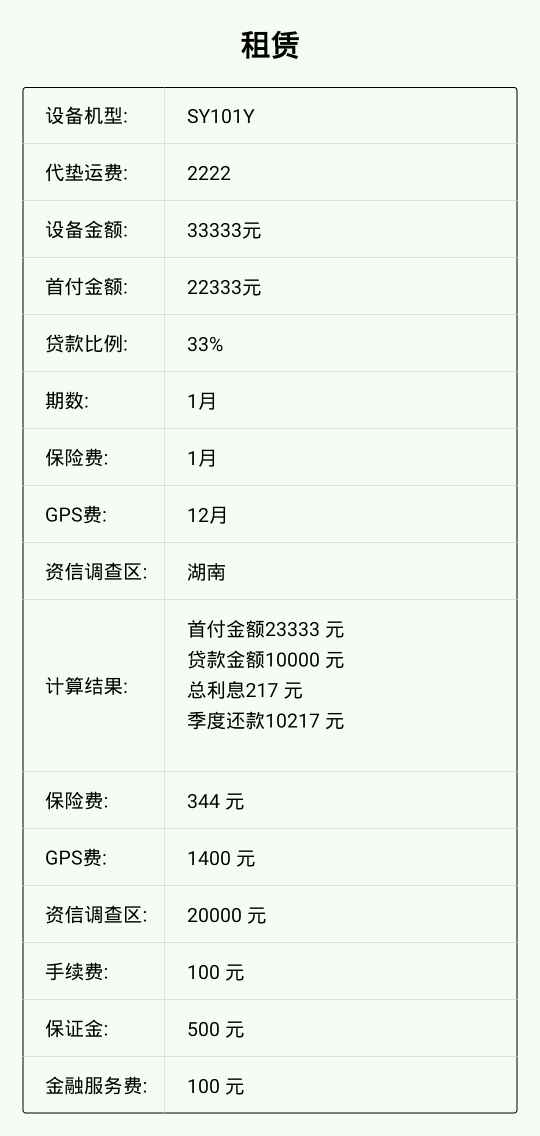 租赁
设备机型: SY101Y
代垫运费: 2222
设备金额: 33333元
首付金额: 22333元
贷款比例: 33%
期数: 1月
保险费: 1月
GPS费: 12月
资信调查区: 湖南
计算结果:
首付金额23333 元
贷款金额10000 元
总利息217 元
季度还款10217 元
保险费: 344 元
GPS费: 1400 元
资信调查区: 20000 元
手续费: 100 元
保证金: 500 元
金融服务费: 100 元